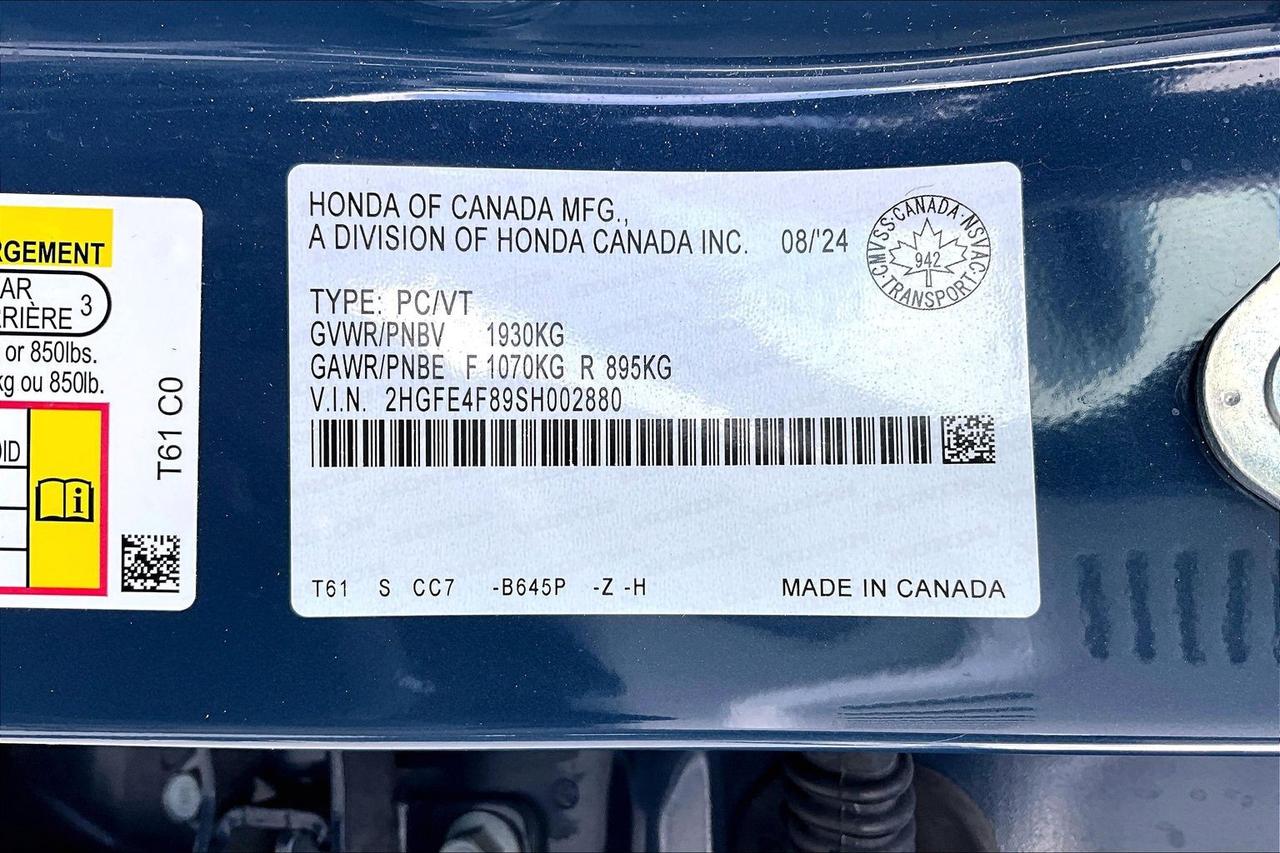 RGEMENT
AR
RIÈRE 3
or 850lbs.
kg ou 850lb.
OID
T61 C0
HONDA OF CANADA MFG.,
A DIVISION OF HONDA CANADA INC. 08/'24
CMVSS·CANADA·NSVAC·TRANSPORT·
942
TYPE: PC/VT
GVWR/PNBV 1930KG
GAWR/PNBE F 1070KG R 895KG
V.I.N. 2HGFE4F89SH002880
T61 S CC7 -B645P -Z -H MADE IN CANADA